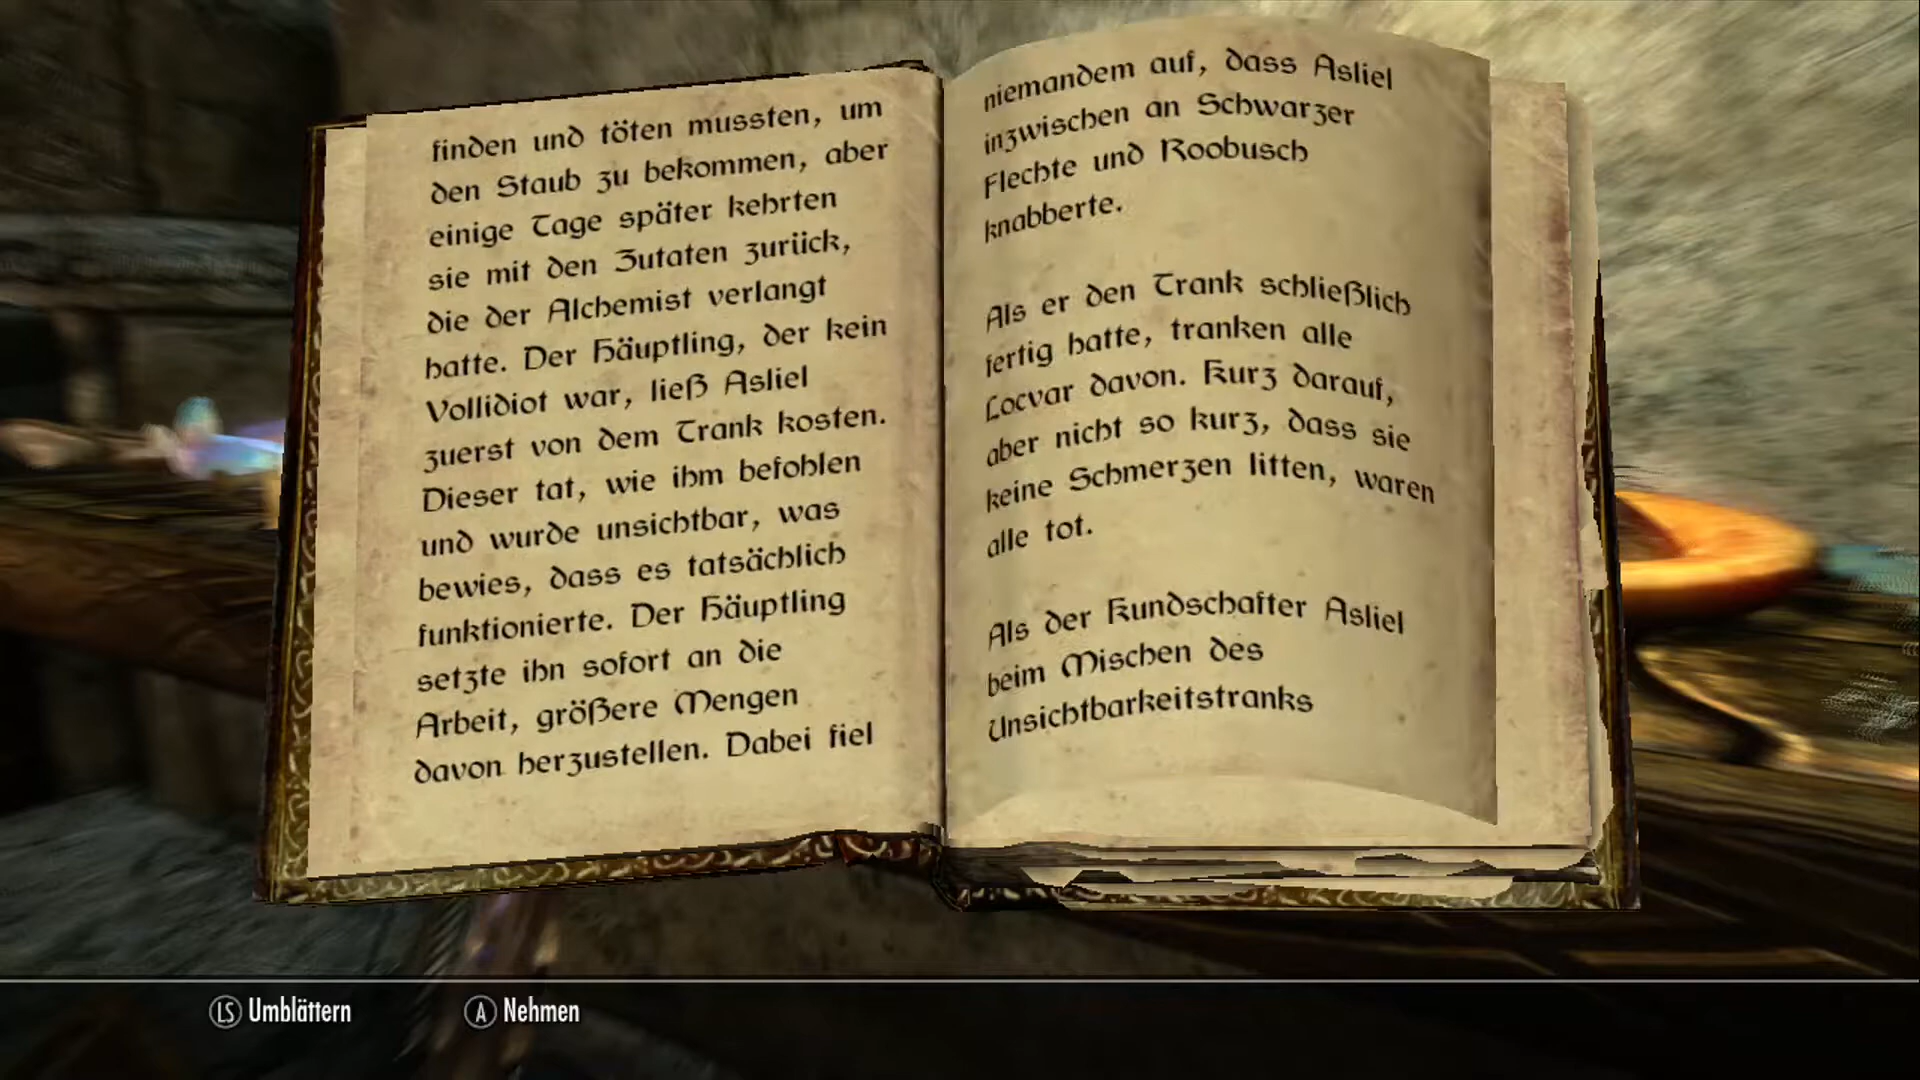 finden und töten mussten, um
den Staub zu bekommen, aber
einige Tage später kehrten
sie mit den Zutaten zurück,
die der Alchemist verlangt
hatte. Der Häuptling, der kein
Vollidiot war, ließ Asliel
zuerst von dem Trank kosten.
Dieser tat, wie ihm befohlen
und wurde unsichtbar, was
bewies, dass es tatsächlich
funktionierte. Der Häuptling
setzte ihn sofort an die
Arbeit, größere Mengen
davon herzustellen. Dabei fiel
niemandem auf, dass Asliel
inzwischen an Schwarzer
Flechte und Roobusch
knabberte.
Als er den Trank schließlich
fertig hatte, tranken alle
Locvar davon. Kurz darauf,
aber nicht so kurz, dass sie
keine Schmerzen litten, waren
alle tot.
Als der Kundschafter Asliel
beim Mischen des
Unsichtbarkeitstranks
LS Umblättern
A Nehmen